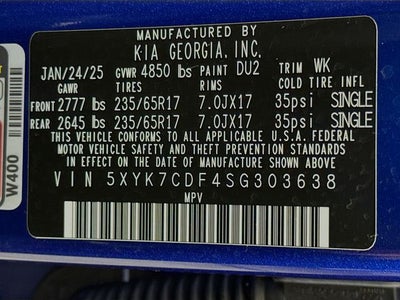 MANUFACTURED BY
KIA GEORGIA, INC.
JAN/24/25 GVWR 4850 lbs PAINT DU2 TRIM WK
GAWR TIRES RIMS COLD TIRE INFL
FRONT 2777 lbs 235/65R17 7.0JX17 35psi SINGLE
REAR 2645 lbs 235/65R17 7.0JX17 35psi SINGLE
THIS VEHICLE CONFORMS TO ALL APPLICABLE U.S.A. FEDERAL
MOTOR VEHICLE SAFETY AND THEFT PREVENTION STANDARDS
IN EFFECT ON THE DATE OF MANUFACTURE SHOWN ABOVE.
VIN 5XYK7CDF4SG303638
MPV
W400